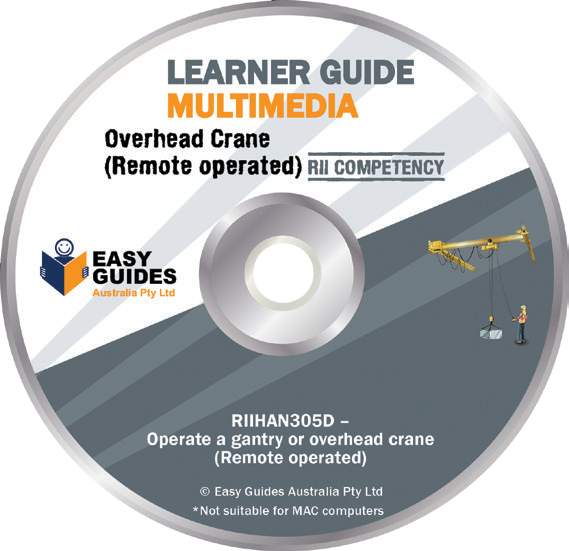 LEARNER GUIDE
MULTIMEDIA
Overhead Crane
(Remote operated) RII COMPETENCY
EASY
GUIDES
Australia Pty Ltd
RIIHAN305D –
Operate a gantry or overhead crane
(Remote operated)
© Easy Guides Australia Pty Ltd
*Not suitable for MAC computers